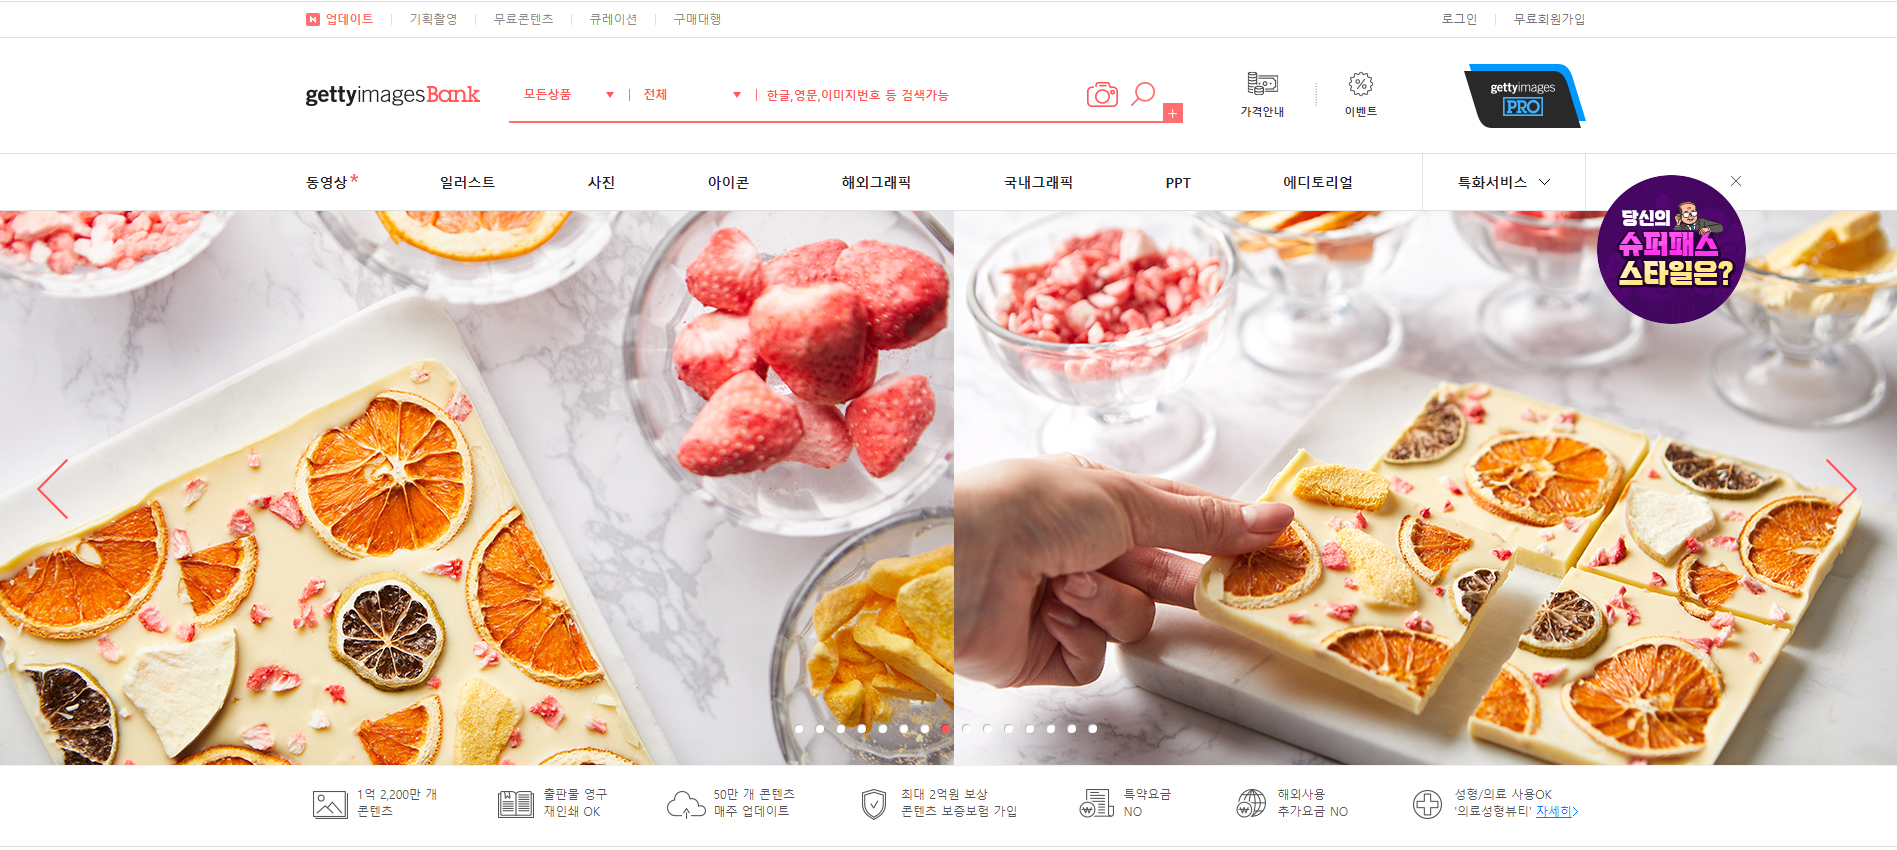 업데이트
기획촬영
무료콘텐츠
큐레이션
구매대행
로그인
무료회원가입
gettyimagesBank
모든상품
전체
한글,영문,이미지번호 등 검색가능
가격안내
이벤트
gettyimages
PRO
동영상*
일러스트
사진
아이콘
해외그래픽
국내그래픽
PPT
에디토리얼
특화서비스
당신의
슈퍼패스
스타일은?
1억 2,200만 개
콘텐츠
출판물 영구
재인쇄 OK
50만 개 콘텐츠
매주 업데이트
최대 2억원 보상
콘텐츠 보증보험 가입
특약요금
NO
해외사용
추가요금 NO
성형/의료 사용OK
'의료성형뷰티' 자세히>